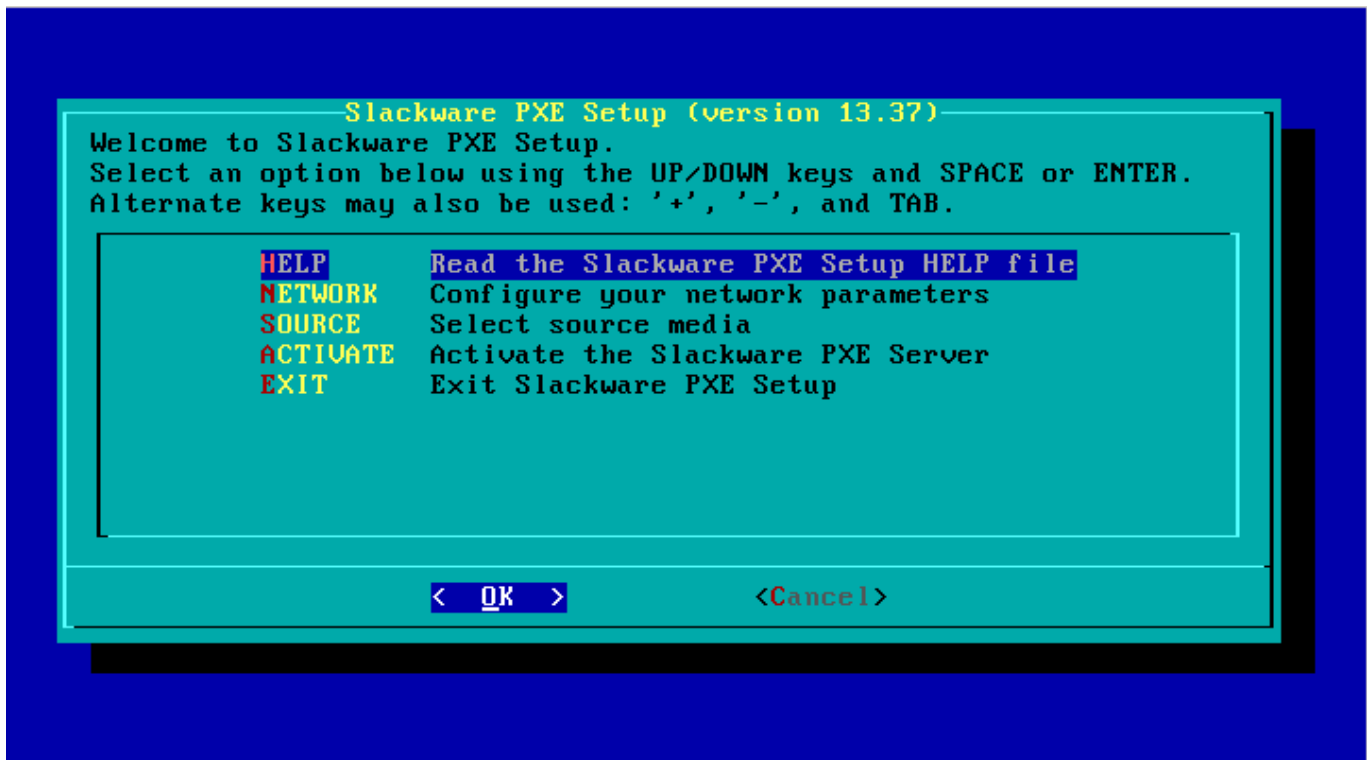 Slackware PXE Setup (version 13.37)
Welcome to Slackware PXE Setup.
Select an option below using the UP/DOWN keys and SPACE or ENTER.
Alternate keys may also be used: '+', '-', and TAB.
HELP Read the Slackware PXE Setup HELP file
NETWORK Configure your network parameters
SOURCE Select source media
ACTIVATE Activate the Slackware PXE Server
EXIT Exit Slackware PXE Setup
< OK > <Cancel>